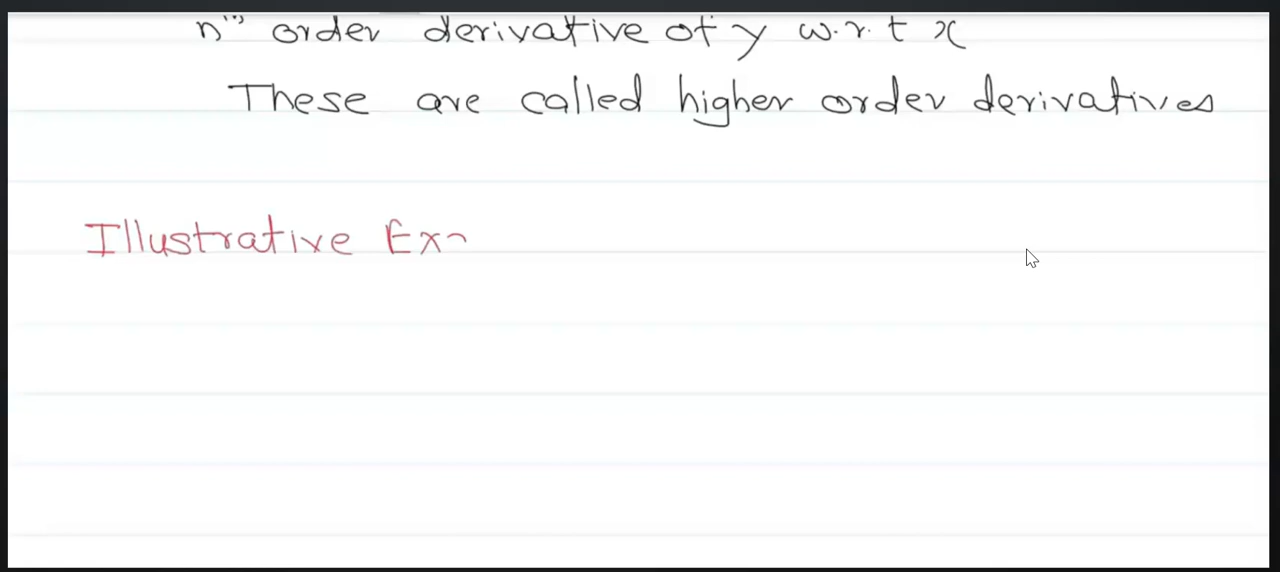 nth order derivative of y w.r.t x
These are called higher order derivatives
Illustrative Ex